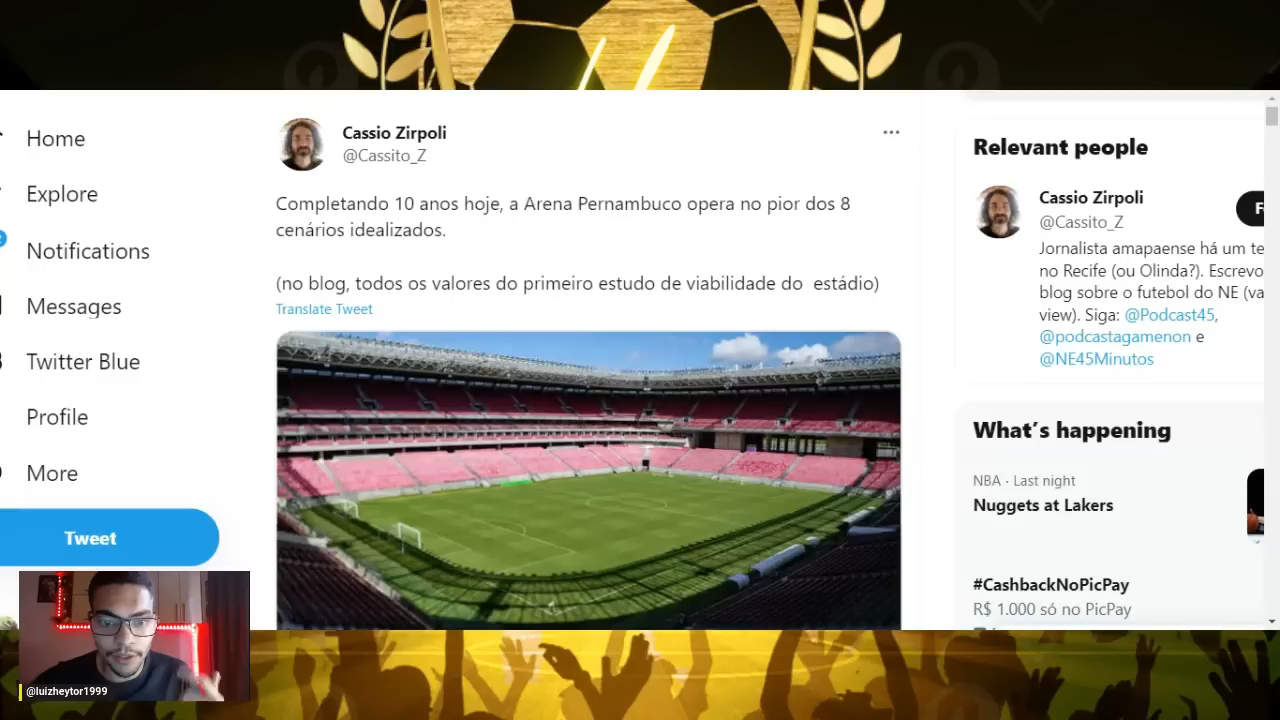 Home
Explore
Notifications
Messages
Twitter Blue
Profile
More
Tweet
Cassio Zirpoli
@Cassito_Z
Completando 10 anos hoje, a Arena Pernambuco opera no pior dos 8
cenários idealizados.
(no blog, todos os valores do primeiro estudo de viabilidade do estádio)
Translate Tweet
Relevant people
Cassio Zirpoli
@Cassito_Z
Jornalista amapaense há um te
no Recife (ou Olinda?). Escrevo
blog sobre o futebol do NE (va
view). Siga: @Podcast45,
@podcastagamenon e
@NE45Minutos
What's happening
NBA · Last night
Nuggets at Lakers
#CashbackNoPicPay
R$ 1.000 só no PicPay
@luizheytor1999